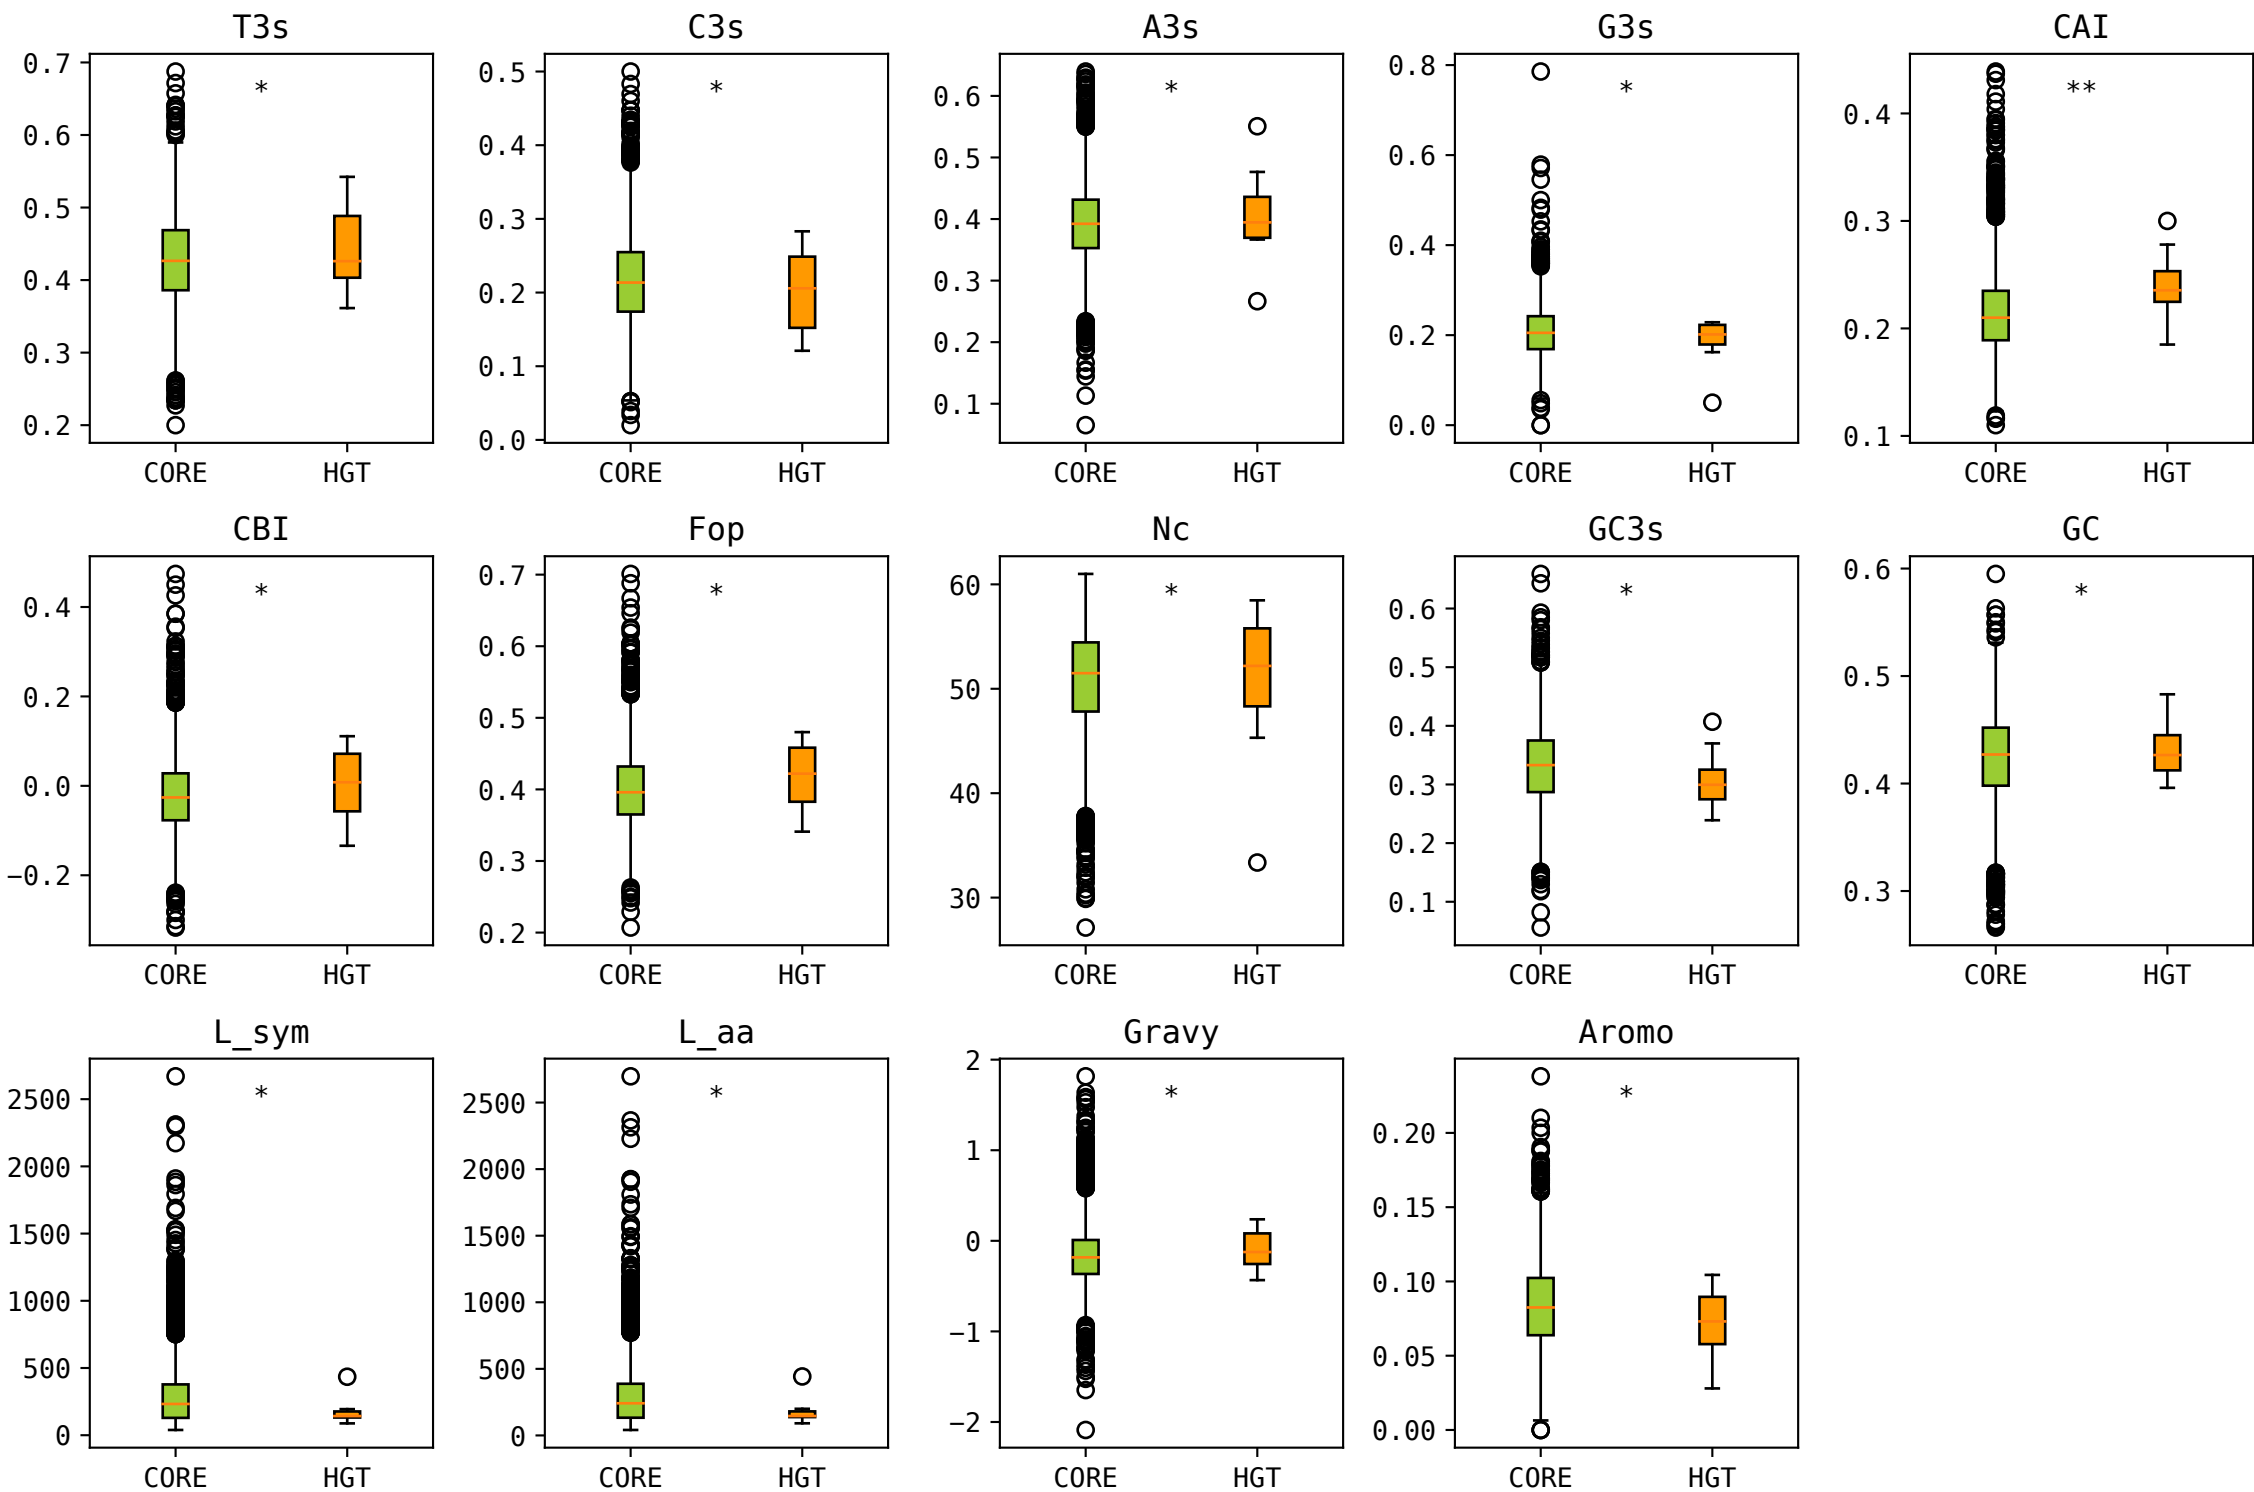 T3s C3s A3s G3s CAI
0.7 0.6 0.5 0.4 0.3 0.2
*
CORE HGT
0.5 0.4 0.3 0.2 0.1 0.0
*
CORE HGT
0.6 0.5 0.4 0.3 0.2 0.1
*
CORE HGT
0.8 0.6 0.4 0.2 0.0
*
CORE HGT
0.4 0.3 0.2 0.1
**
CORE HGT
CBI Fop Nc GC3s GC
0.4 0.2 0.0 −0.2
*
CORE HGT
0.7 0.6 0.5 0.4 0.3 0.2
*
CORE HGT
60 50 40 30
*
CORE HGT
0.6 0.5 0.4 0.3 0.2 0.1
*
CORE HGT
0.6 0.5 0.4 0.3
*
CORE HGT
L_sym L_aa Gravy Aromo
2500 2000 1500 1000 500 0
*
CORE HGT
2500 2000 1500 1000 500 0
*
CORE HGT
2 1 0 −1 −2
*
CORE HGT
0.20 0.15 0.10 0.05 0.00
*
CORE HGT